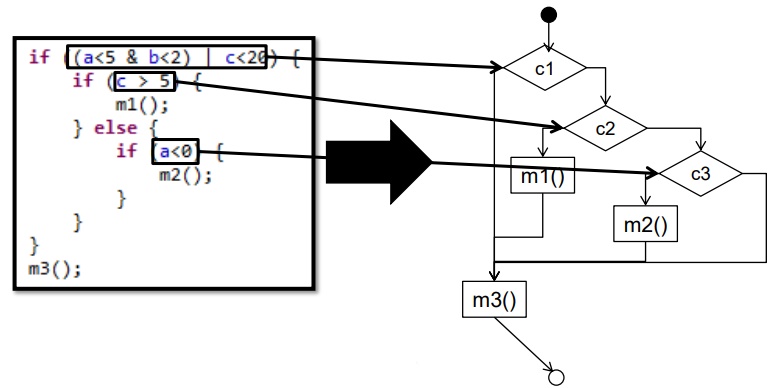 if ((a<5 & b<2) | c<20) {
if (c > 5) {
m1();
} else {
if (a<0) {
m2();
}
}
}
m3();
c1
c2
c3
m1()
m2()
m3()